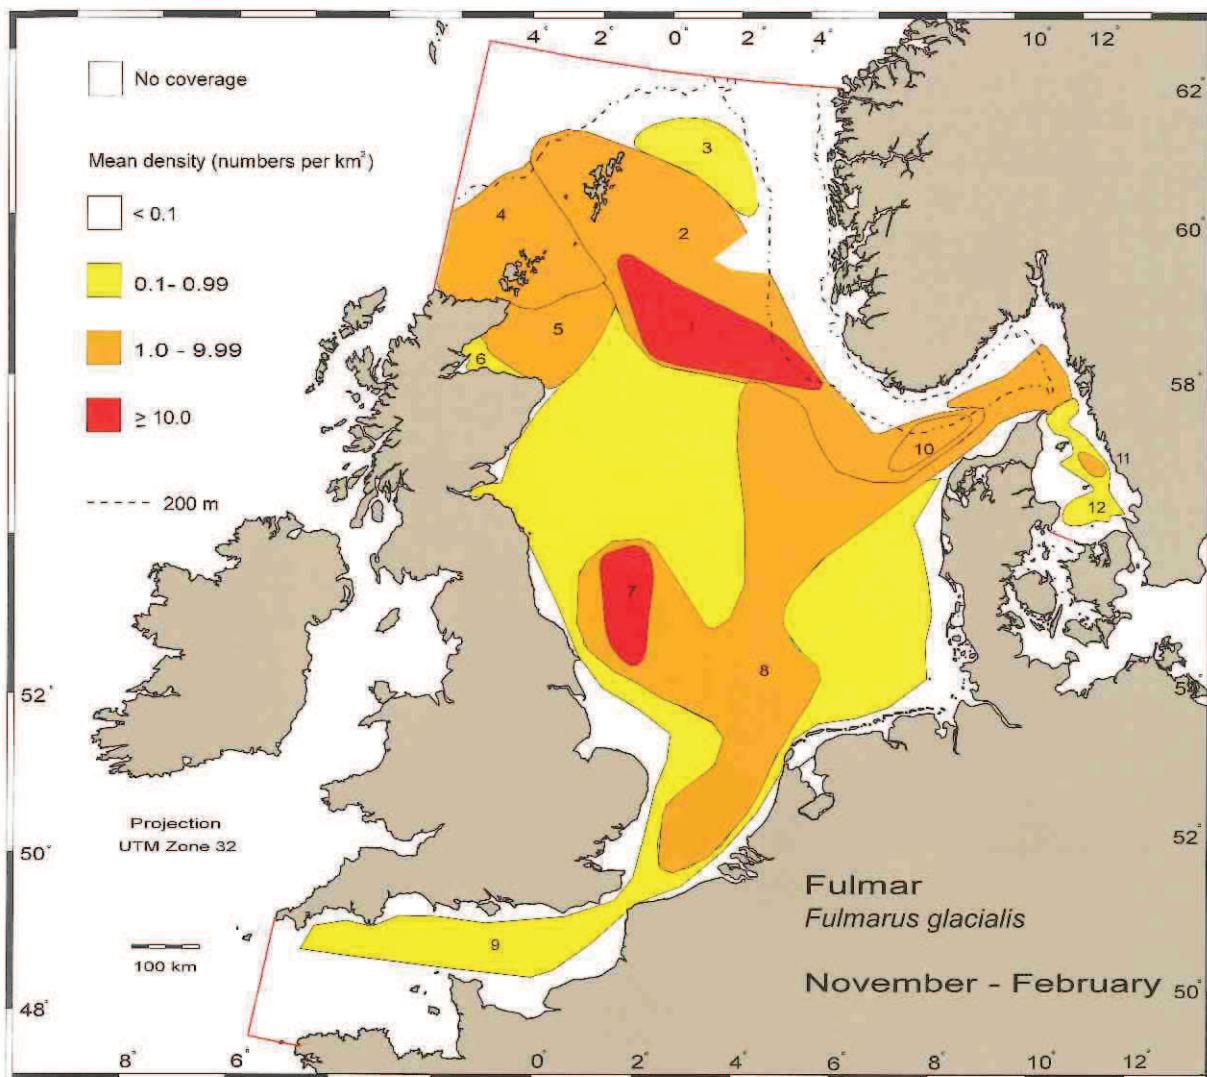 4° 2° 0° 2° 4° 10° 12°
No coverage
Mean density (numbers per km²)
< 0.1
0.1- 0.99
1.0 - 9.99
≥ 10.0
200 m
62°
60°
58°
52°
50°
52°
50°
48°
3
4
2
5
1
6
10
11
12
7
8
9
Projection
UTM Zone 32
100 km
Fulmar
Fulmarus glacialis
November - February
8° 6° 0° 2° 4° 6° 8° 10° 12°